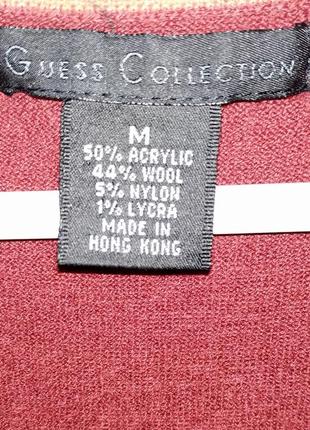 GUESS COLLECTION
M
50% ACRYLIC
44% WOOL
5% NYLON
1% LYCRA
MADE IN
HONG KONG